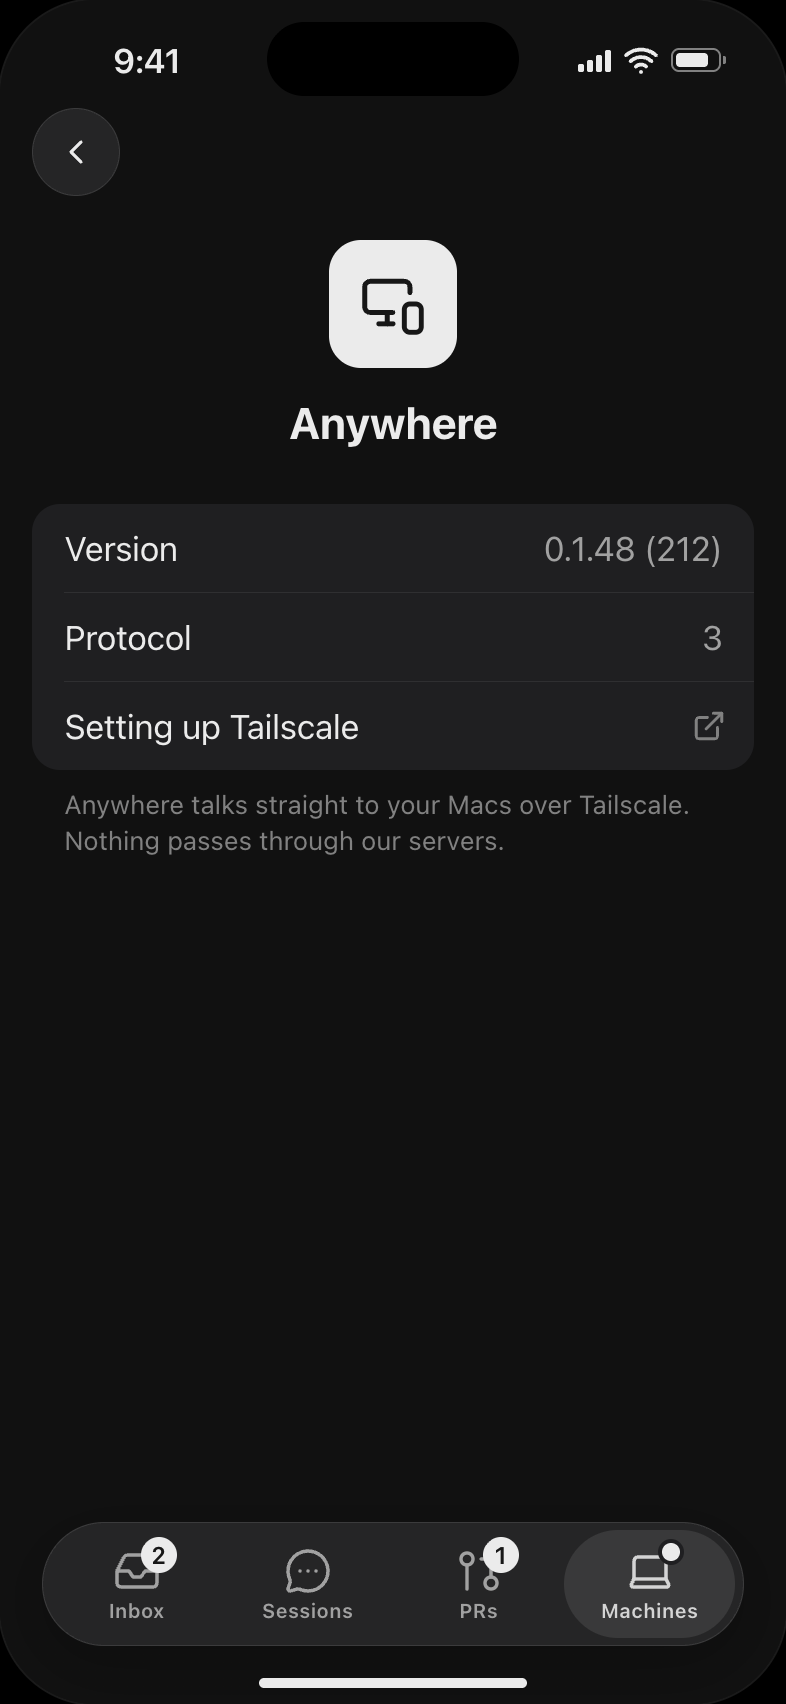 9:41
Anywhere
Version 0.1.48 (212)
Protocol 3
Setting up Tailscale
Anywhere talks straight to your Macs over Tailscale.
Nothing passes through our servers.
2 1
Inbox Sessions PRs Machines